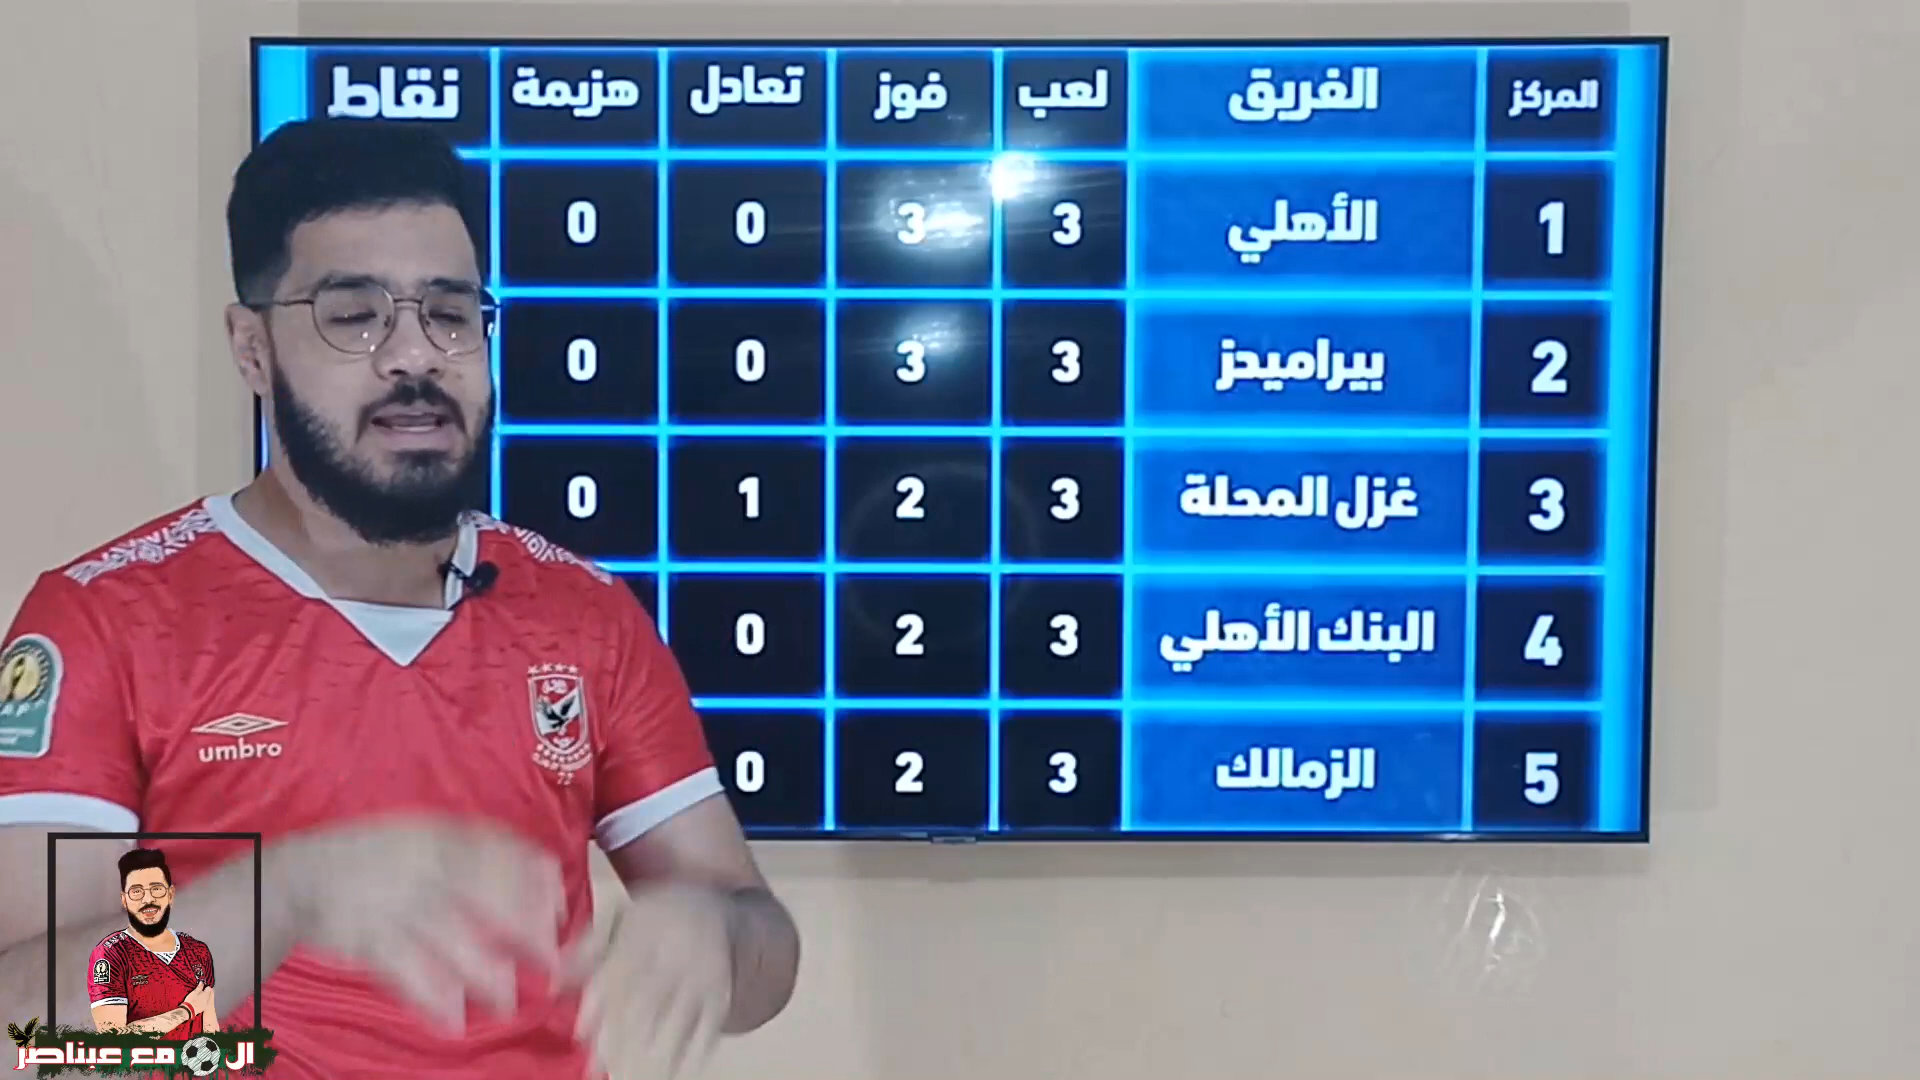 المركز الفريق لعب فوز تعادل هزيمة نقاط
1 الأهلي 3 3 0 0
2 بيراميدز 3 3 0 0
3 غزل المحلة 3 2 1 0
4 البنك الأهلي 3 2 0
5 الزمالك 3 2 0
umbro
ال مع عبناصر